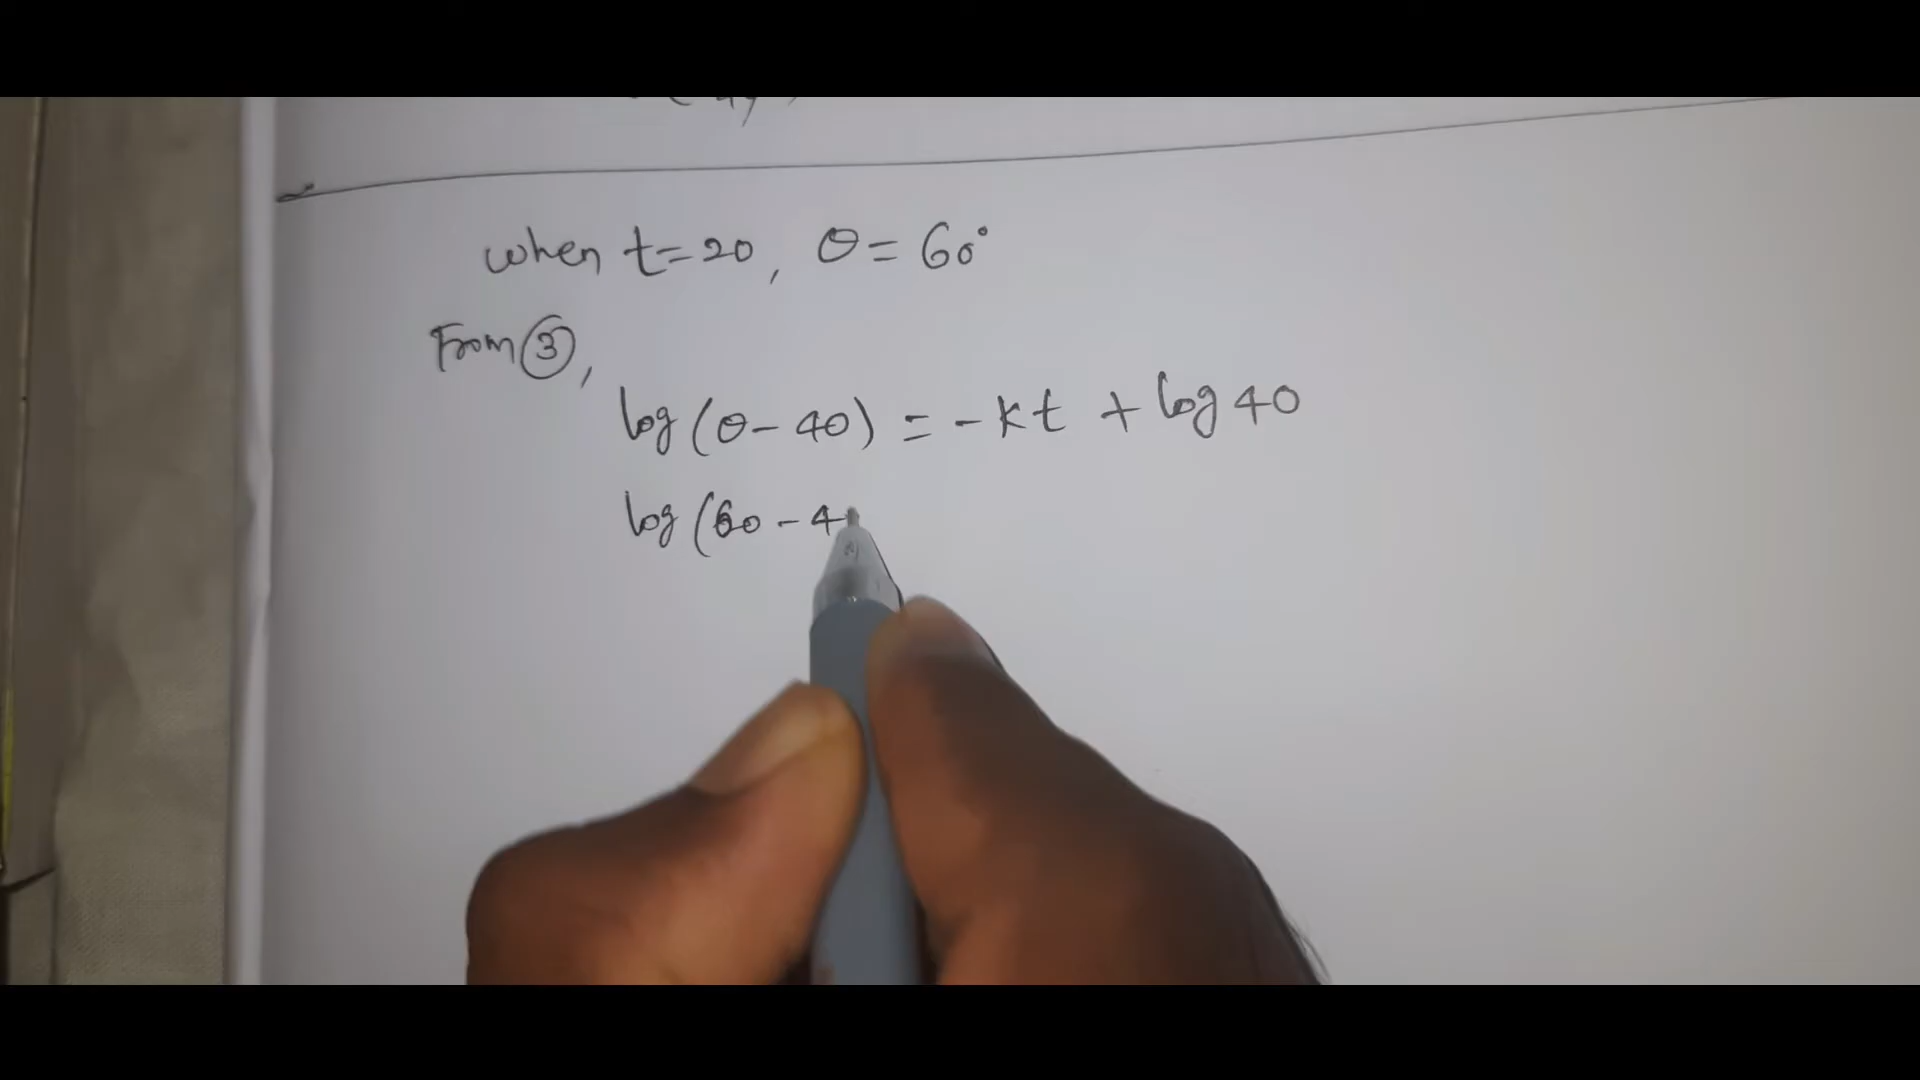 when t=20, θ=60°
From ③,
log(θ-40) = -kt + log 40
log(60-4